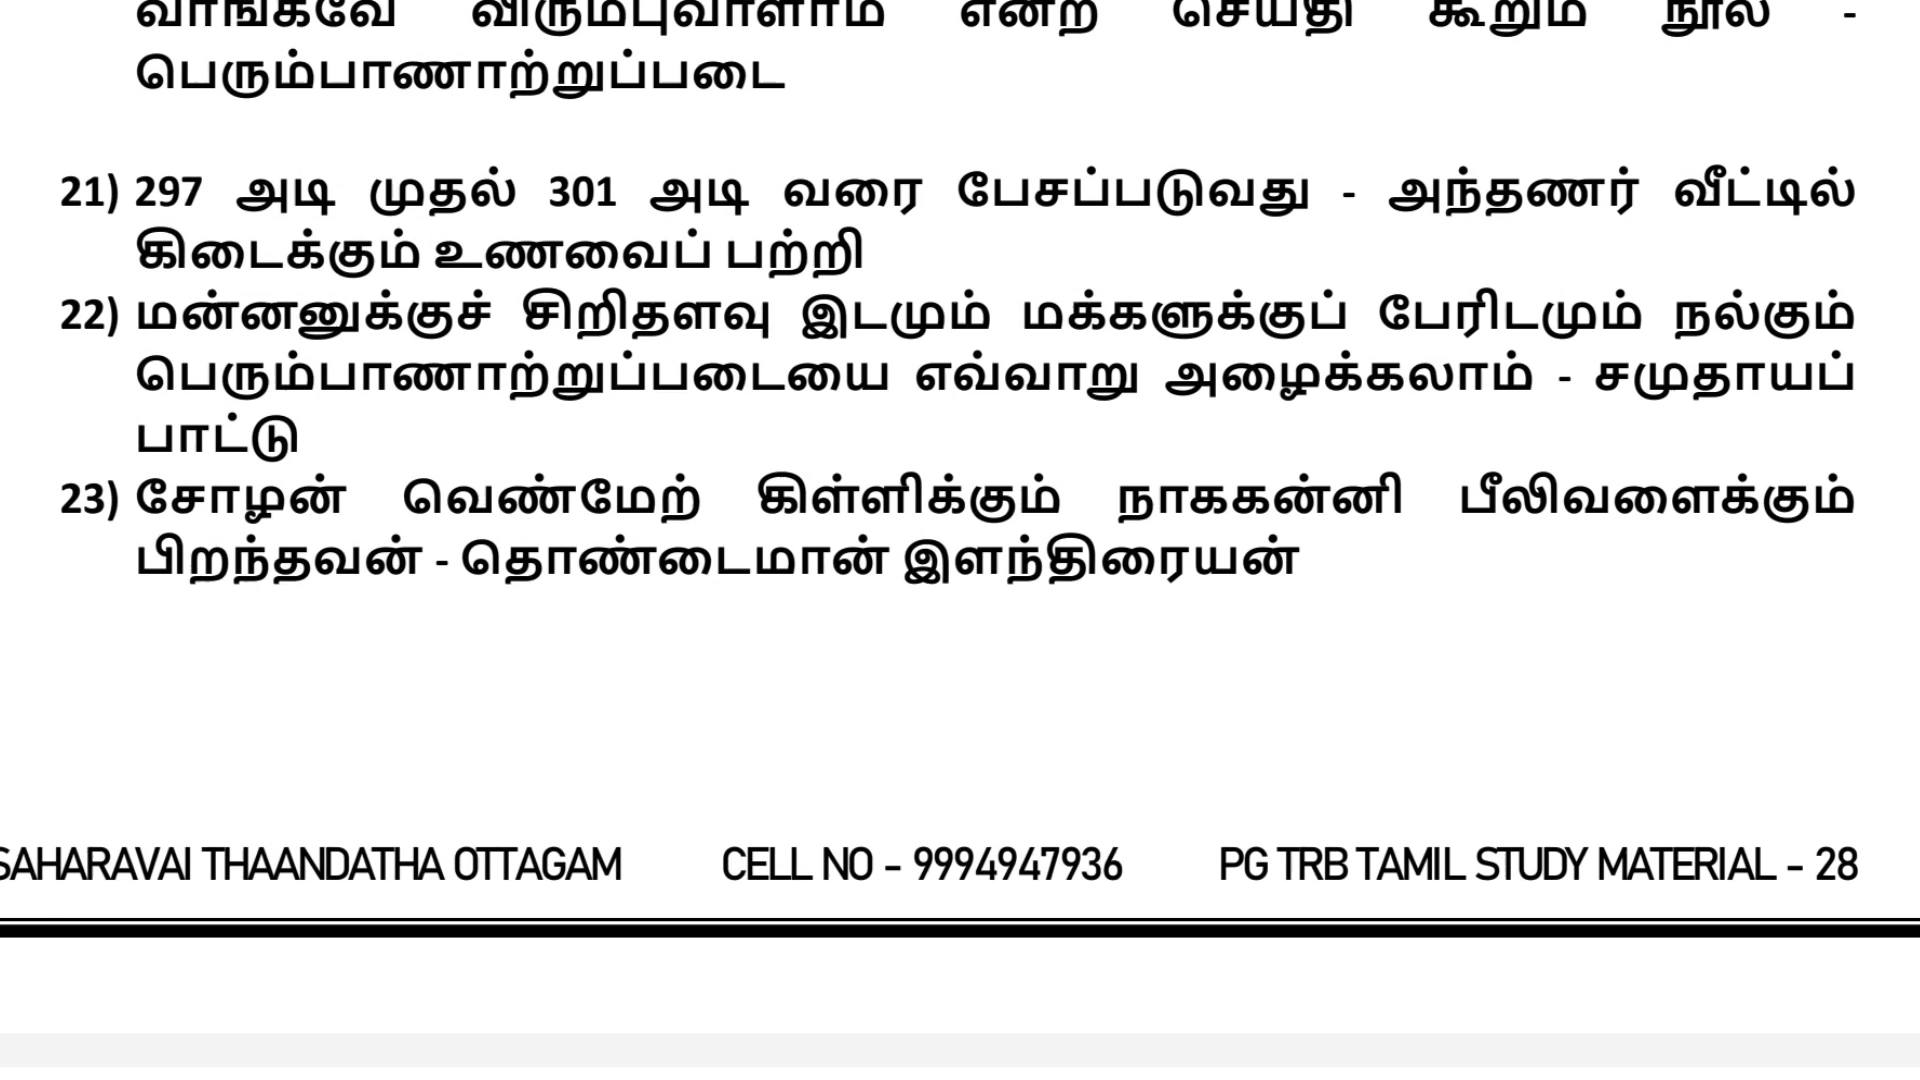 வாங்கவே விரும்புவாளாம் என்ற செய்தி கூறும் நூல் -
பெரும்பாணாற்றுப்படை
21) 297 அடி முதல் 301 அடி வரை பேசப்படுவது - அந்தணர் வீட்டில்
கிடைக்கும் உணவைப் பற்றி
22) மன்னனுக்குச் சிறிதளவு இடமும் மக்களுக்குப் பேரிடமும் நல்கும்
பெரும்பாணாற்றுப்படையை எவ்வாறு அழைக்கலாம் - சமுதாயப்
பாட்டு
23) சோழன் வெண்மேற் கிள்ளிக்கும் நாககன்னி பீலிவளைக்கும்
பிறந்தவன் - தொண்டைமான் இளந்திரையன்
SAHARAVAI THAANDATHA OTTAGAM CELL NO - 9994947936 PG TRB TAMIL STUDY MATERIAL - 28